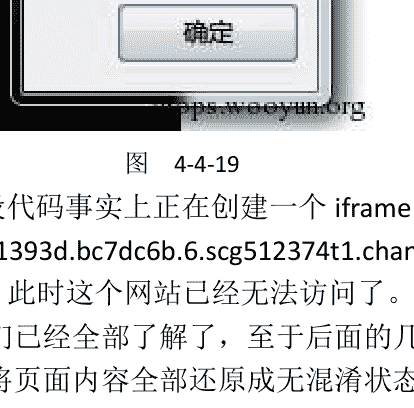 确定
drops.wooyun.org
图 4-4-19
代码事实上正在创建一个 iframe
1393d.bc7dc6b.6.scg512374t1.chan
此时这个网站已经无法访问了。
们已经全部了解了，至于后面的几
将页面内容全部还原成无混淆状态